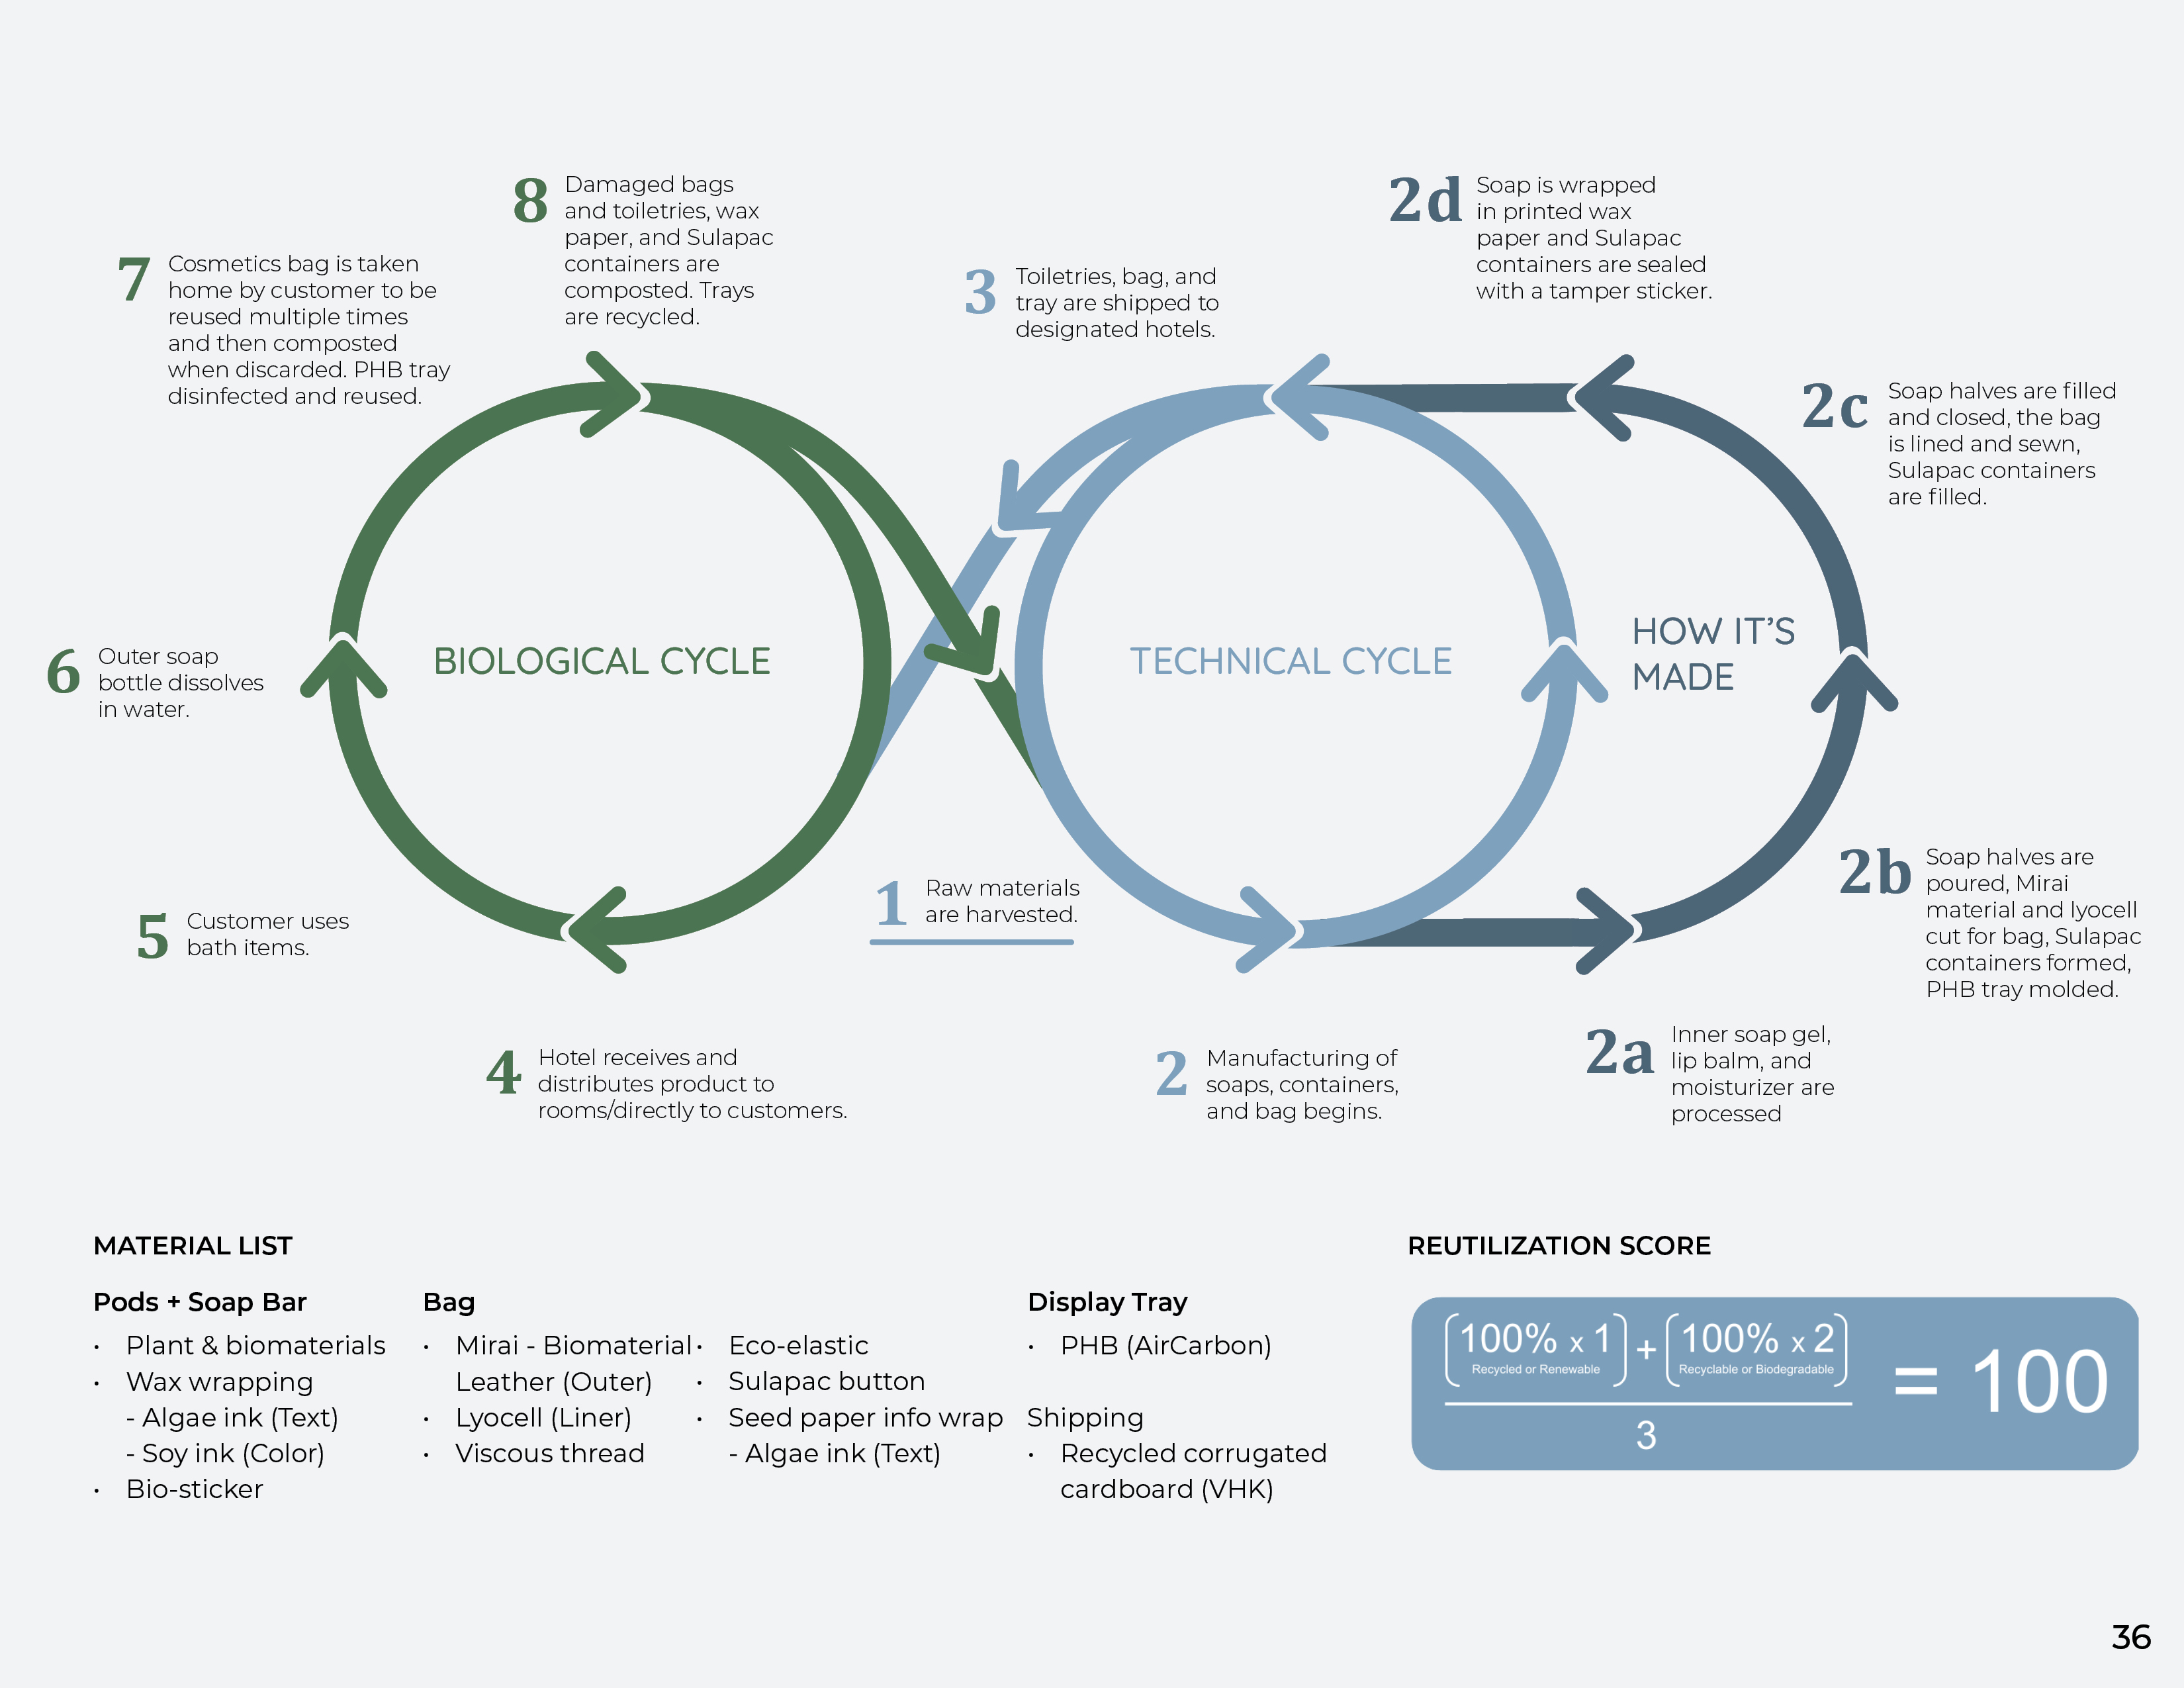 8 Damaged bags
and toiletries, wax
paper, and Sulapac
containers are
composted. Trays
are recycled.
2d Soap is wrapped
in printed wax
paper and Sulapac
containers are sealed
with a tamper sticker.
7 Cosmetics bag is taken
home by customer to be
reused multiple times
and then composted
when discarded. PHB tray
disinfected and reused.
3 Toiletries, bag, and
tray are shipped to
designated hotels.
2c Soap halves are filled
and closed, the bag
is lined and sewn,
Sulapac containers
are filled.
6 Outer soap
bottle dissolves
in water.
BIOLOGICAL CYCLE
TECHNICAL CYCLE
HOW IT'S
MADE
2b Soap halves are
poured, Mirai
material and lyocell
cut for bag, Sulapac
containers formed,
PHB tray molded.
1 Raw materials
are harvested.
5 Customer uses
bath items.
4 Hotel receives and
distributes product to
rooms/directly to customers.
2 Manufacturing of
soaps, containers,
and bag begins.
2a Inner soap gel,
lip balm, and
moisturizer are
processed
MATERIAL LIST
Pods + Soap Bar
• Plant & biomaterials
• Wax wrapping
- Algae ink (Text)
- Soy ink (Color)
• Bio-sticker
Bag
• Mirai - Biomaterial
Leather (Outer)
• Lyocell (Liner)
• Viscous thread
• Eco-elastic
• Sulapac button
• Seed paper info wrap
- Algae ink (Text)
Display Tray
• PHB (AirCarbon)
Shipping
• Recycled corrugated
cardboard (VHK)
REUTILIZATION SCORE
(100% x 1) + (100% x 2) = 100
Recycled or Renewable Recyclable or Biodegradable
3
36